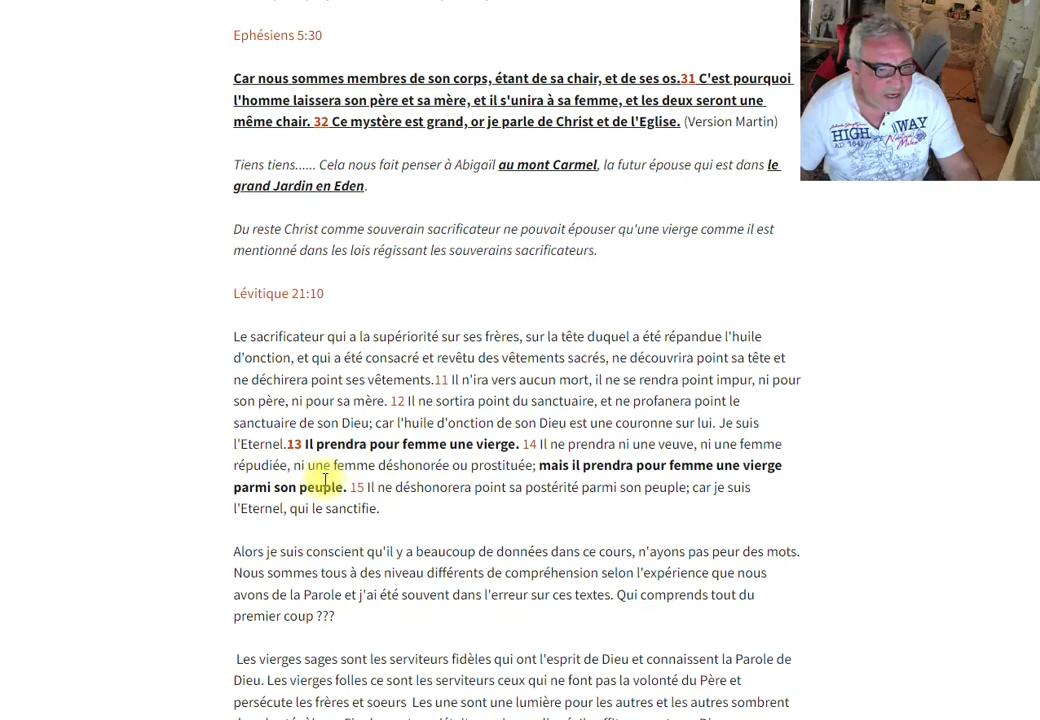 Ephésiens 5:30
Car nous sommes membres de son corps, étant de sa chair, et de ses os.31 C'est pourquoi
l'homme laissera son père et sa mère, et il s'unira à sa femme, et les deux seront une
même chair. 32 Ce mystère est grand, or je parle de Christ et de l'Eglise. (Version Martin)
Tiens tiens...... Cela nous fait penser à Abigaïl au mont Carmel, la futur épouse qui est dans le
grand Jardin en Eden.
Du reste Christ comme souverain sacrificateur ne pouvait épouser qu'une vierge comme il est
mentionné dans les lois régissant les souverains sacrificateurs.
Lévitique 21:10
Le sacrificateur qui a la supériorité sur ses frères, sur la tête duquel a été répandue l'huile
d'onction, et qui a été consacré et revêtu des vêtements sacrés, ne découvrira point sa tête et
ne déchirera point ses vêtements.11 Il n'ira vers aucun mort, il ne se rendra point impur, ni pour
son père, ni pour sa mère. 12 Il ne sortira point du sanctuaire, et ne profanera point le
sanctuaire de son Dieu; car l'huile d'onction de son Dieu est une couronne sur lui. Je suis
l'Eternel.13 Il prendra pour femme une vierge. 14 Il ne prendra ni une veuve, ni une femme
répudiée, ni une femme déshonorée ou prostituée; mais il prendra pour femme une vierge
parmi son peuple. 15 Il ne déshonorera point sa postérité parmi son peuple; car je suis
l'Eternel, qui le sanctifie.
Alors je suis conscient qu'il y a beaucoup de données dans ce cours, n'ayons pas peur des mots.
Nous sommes tous à des niveau différents de compréhension selon l'expérience que nous
avons de la Parole et j'ai été souvent dans l'erreur sur ces textes. Qui comprends tout du
premier coup ???
Les vierges sages sont les serviteurs fidèles qui ont l'esprit de Dieu et connaissent la Parole de
Dieu. Les vierges folles ce sont les serviteurs ceux qui ne font pas la volonté du Père et
persécute les frères et soeurs Les une sont une lumière pour les autres et les autres sombrent
HIGH WAY